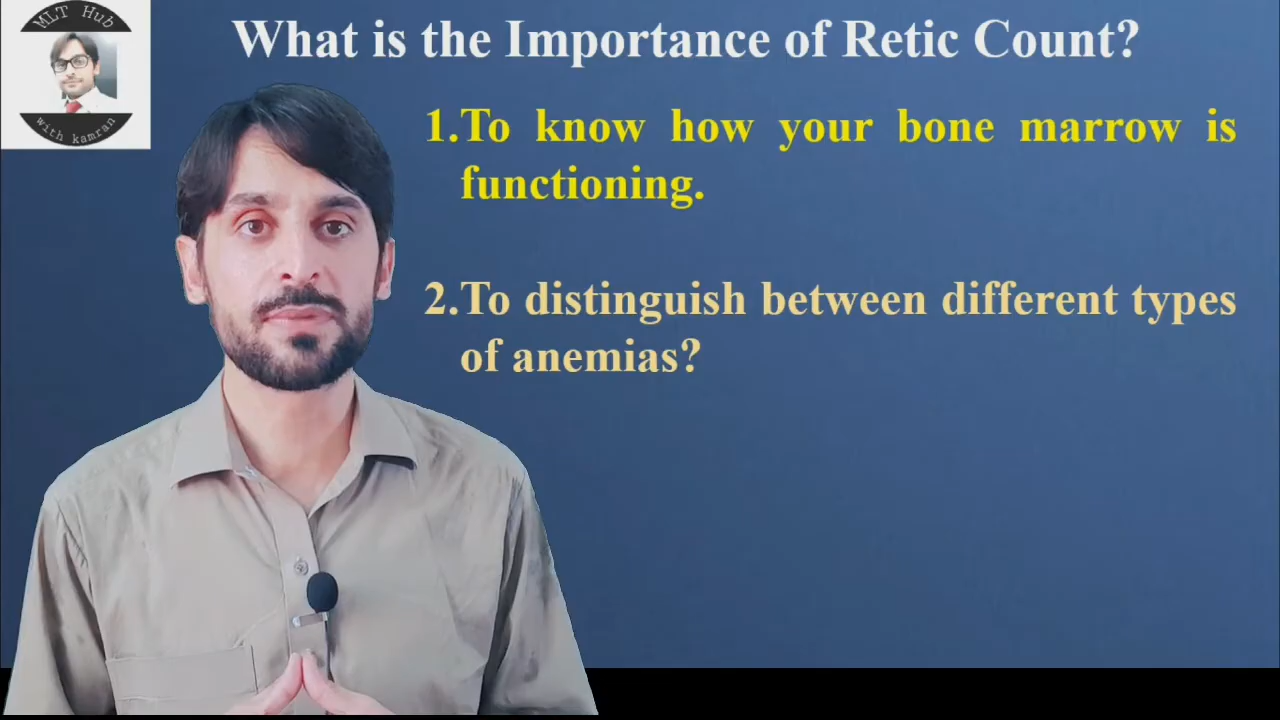 MLT Hub
with kamran
What is the Importance of Retic Count?
1.To know how your bone marrow is
functioning.
2.To distinguish between different types
of anemias?